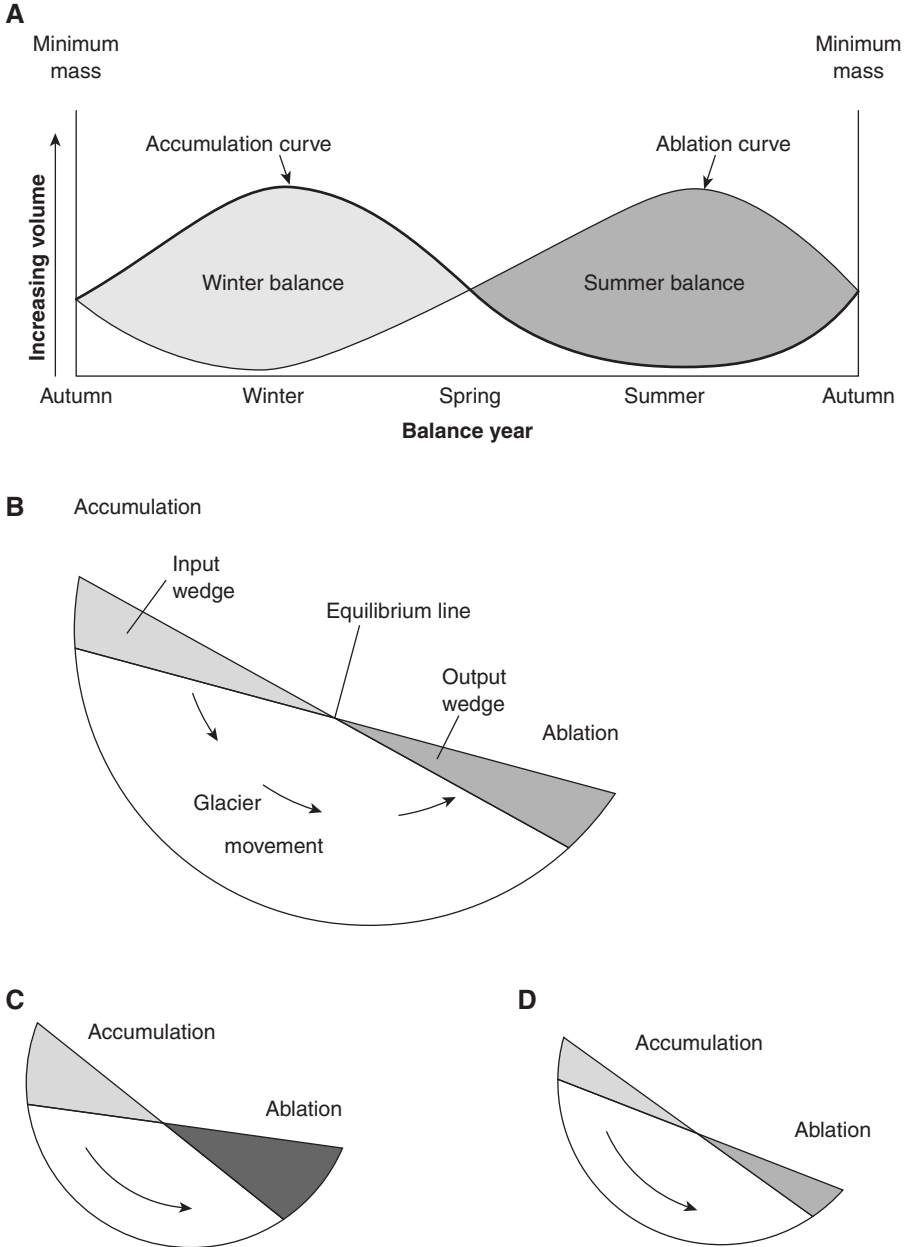 A
Minimum
mass
Minimum
mass
Accumulation curve
Ablation curve
Increasing volume
Winter balance
Summer balance
Autumn
Winter
Spring
Summer
Autumn
Balance year
B
Accumulation
Input
wedge
Equilibrium line
Output
wedge
Ablation
Glacier
movement
C
Accumulation
Ablation
D
Accumulation
Ablation